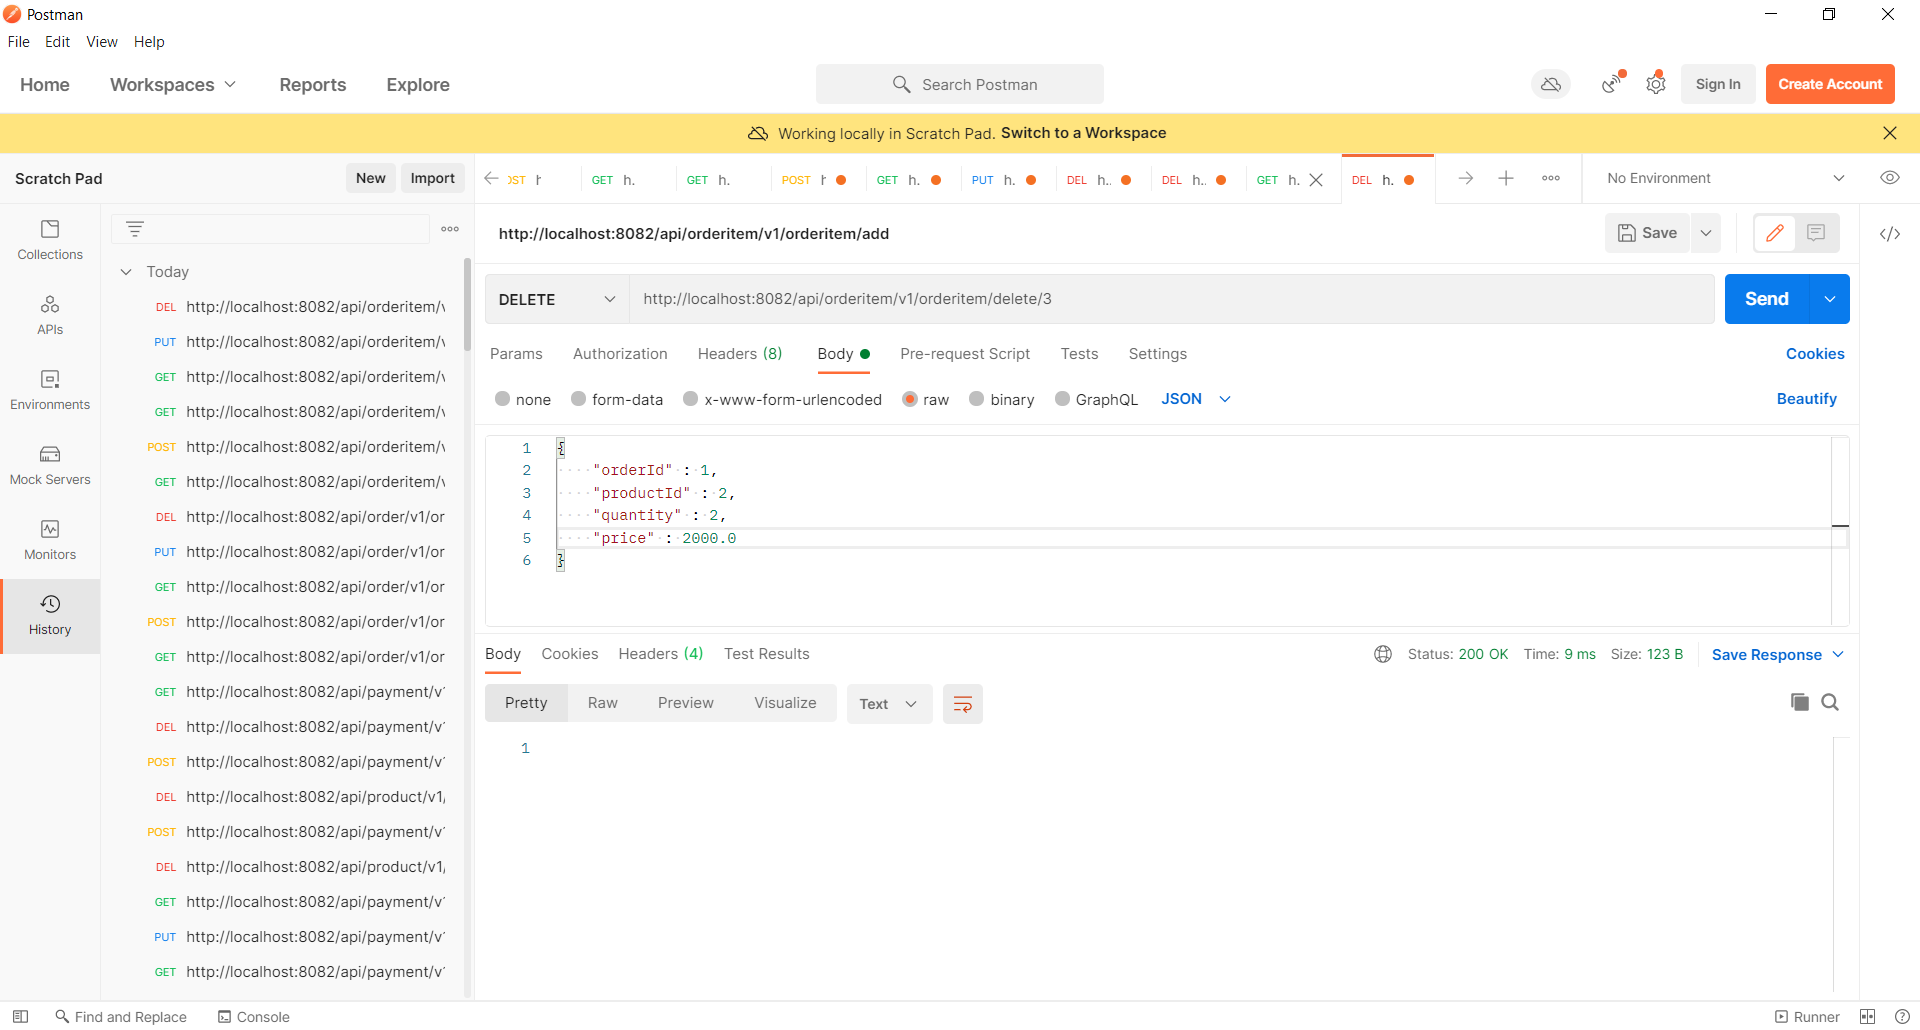 Postman
File Edit View Help
Home Workspaces Reports Explore Search Postman Sign In Create Account
Working locally in Scratch Pad. Switch to a Workspace
Scratch Pad New Import
OST h GET h. GET h. POST h GET h. PUT h. DEL h.. DEL h.. GET h. DEL h. No Environment
Collections
APIs
Environments
Mock Servers
Monitors
History
Today
DEL http://localhost:8082/api/orderitem/v
PUT http://localhost:8082/api/orderitem/v
GET http://localhost:8082/api/orderitem/v
GET http://localhost:8082/api/orderitem/v
POST http://localhost:8082/api/orderitem/v
GET http://localhost:8082/api/orderitem/v
DEL http://localhost:8082/api/order/v1/or
PUT http://localhost:8082/api/order/v1/or
GET http://localhost:8082/api/order/v1/or
POST http://localhost:8082/api/order/v1/or
GET http://localhost:8082/api/order/v1/or
GET http://localhost:8082/api/payment/v1
DEL http://localhost:8082/api/payment/v1
POST http://localhost:8082/api/payment/v1
DEL http://localhost:8082/api/product/v1/
POST http://localhost:8082/api/payment/v1
DEL http://localhost:8082/api/product/v1/
GET http://localhost:8082/api/payment/v1
PUT http://localhost:8082/api/payment/v1
GET http://localhost:8082/api/payment/v1
http://localhost:8082/api/orderitem/v1/orderitem/add
Save
DELETE http://localhost:8082/api/orderitem/v1/orderitem/delete/3 Send
Params Authorization Headers (8) Body Pre-request Script Tests Settings Cookies
none form-data x-www-form-urlencoded raw binary GraphQL JSON Beautify
1 {
2 "orderId" : 1,
3 "productId" : 2,
4 "quantity" : 2,
5 "price" : 2000.0
6 }
Body Cookies Headers (4) Test Results Status: 200 OK Time: 9 ms Size: 123 B Save Response
Pretty Raw Preview Visualize Text
1
Find and Replace Console Runner